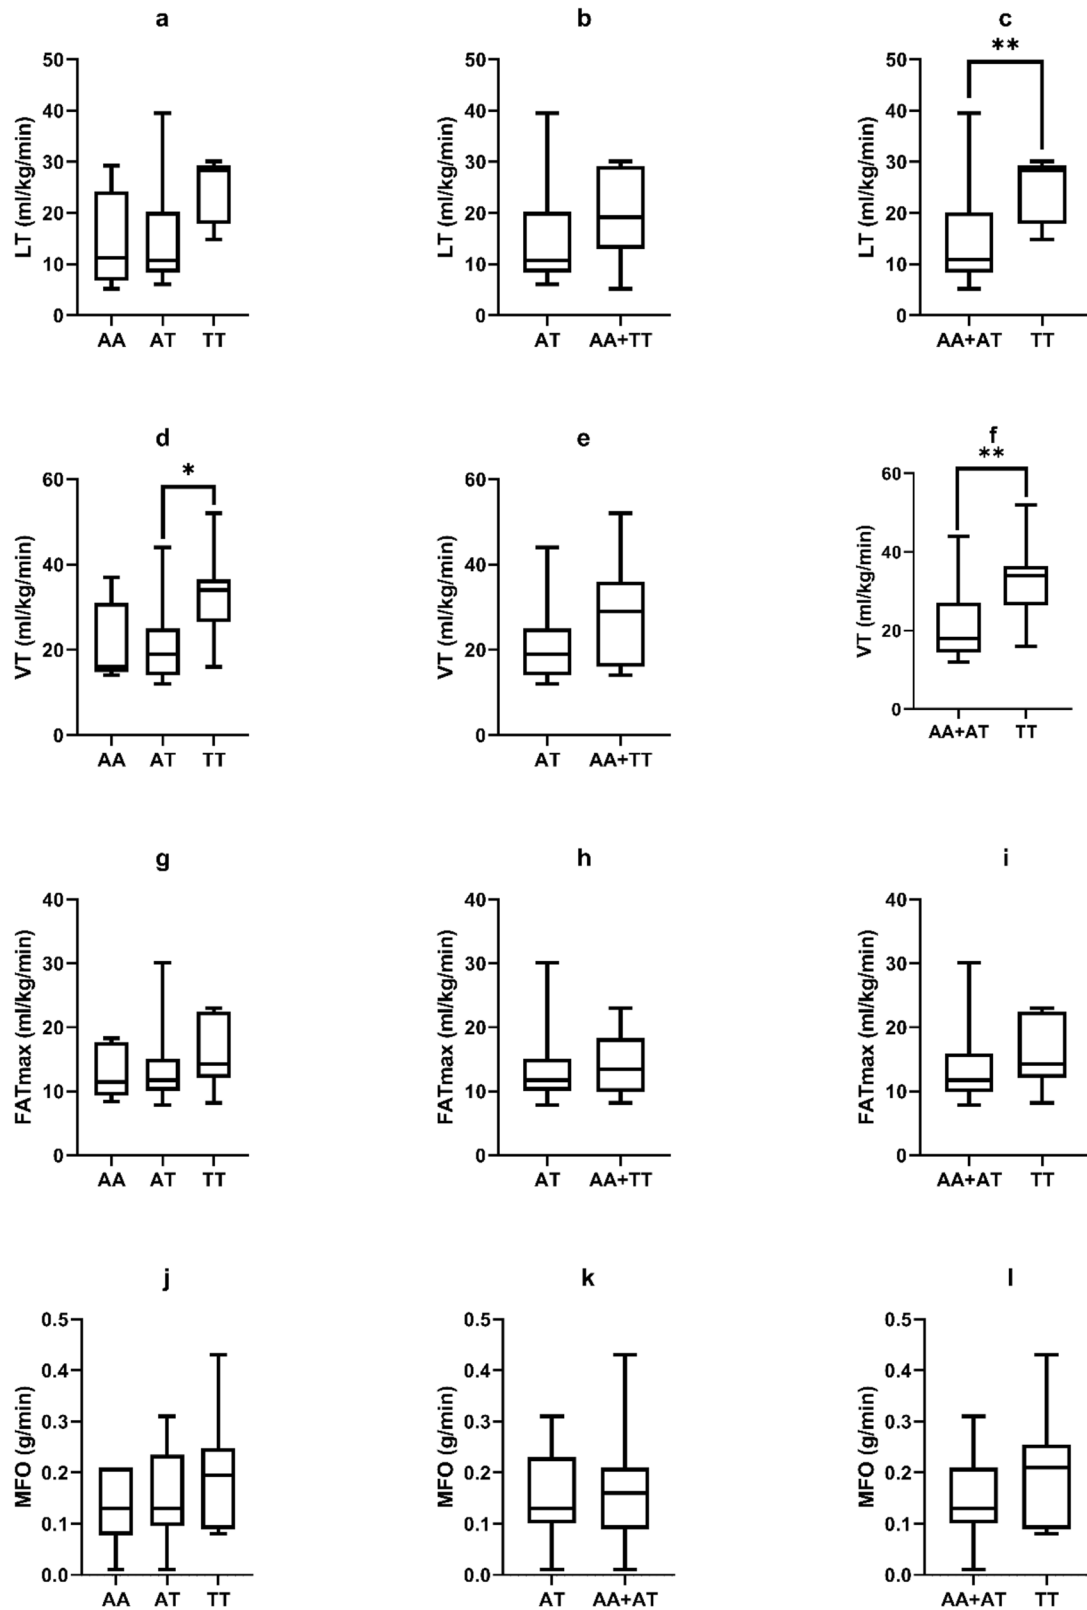 a
LT (ml/kg/min)
50
40
30
20
10
0
AA AT TT
b
LT (ml/kg/min)
50
40
30
20
10
0
AT AA+TT
c
**
LT (ml/kg/min)
50
40
30
20
10
0
AA+AT TT
d
*
VT (ml/kg/min)
60
40
20
0
AA AT TT
e
VT (ml/kg/min)
60
40
20
0
AT AA+TT
f
**
VT (ml/kg/min)
60
40
20
0
AA+AT TT
g
FATmax (ml/kg/min)
40
30
20
10
0
AA AT TT
h
FATmax (ml/kg/min)
40
30
20
10
0
AT AA+TT
i
FATmax (ml/kg/min)
40
30
20
10
0
AA+AT TT
j
MFO (g/min)
0.5
0.4
0.3
0.2
0.1
0.0
AA AT TT
k
MFO (g/min)
0.5
0.4
0.3
0.2
0.1
0.0
AT AA+AT
l
MFO (g/min)
0.5
0.4
0.3
0.2
0.1
0.0
AA+AT TT